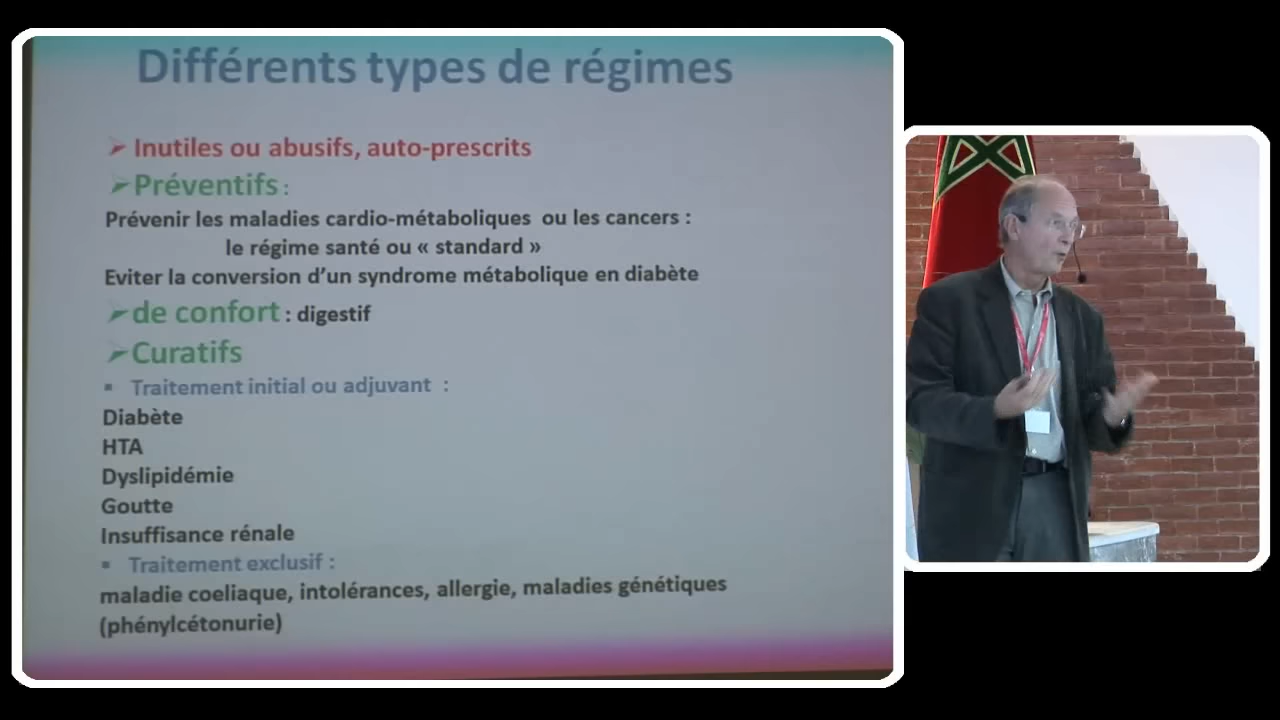 Différents types de régimes
Inutiles ou abusifs, auto-prescrits
Préventifs :
Prévenir les maladies cardio-métaboliques ou les cancers :
le régime santé ou « standard »
Eviter la conversion d’un syndrome métabolique en diabète
de confort : digestif
Curatifs
Traitement initial ou adjuvant :
Diabète
HTA
Dyslipidémie
Goutte
Insuffisance rénale
Traitement exclusif :
maladie coeliaque, intolérances, allergie, maladies génétiques
(phénylcétonurie)